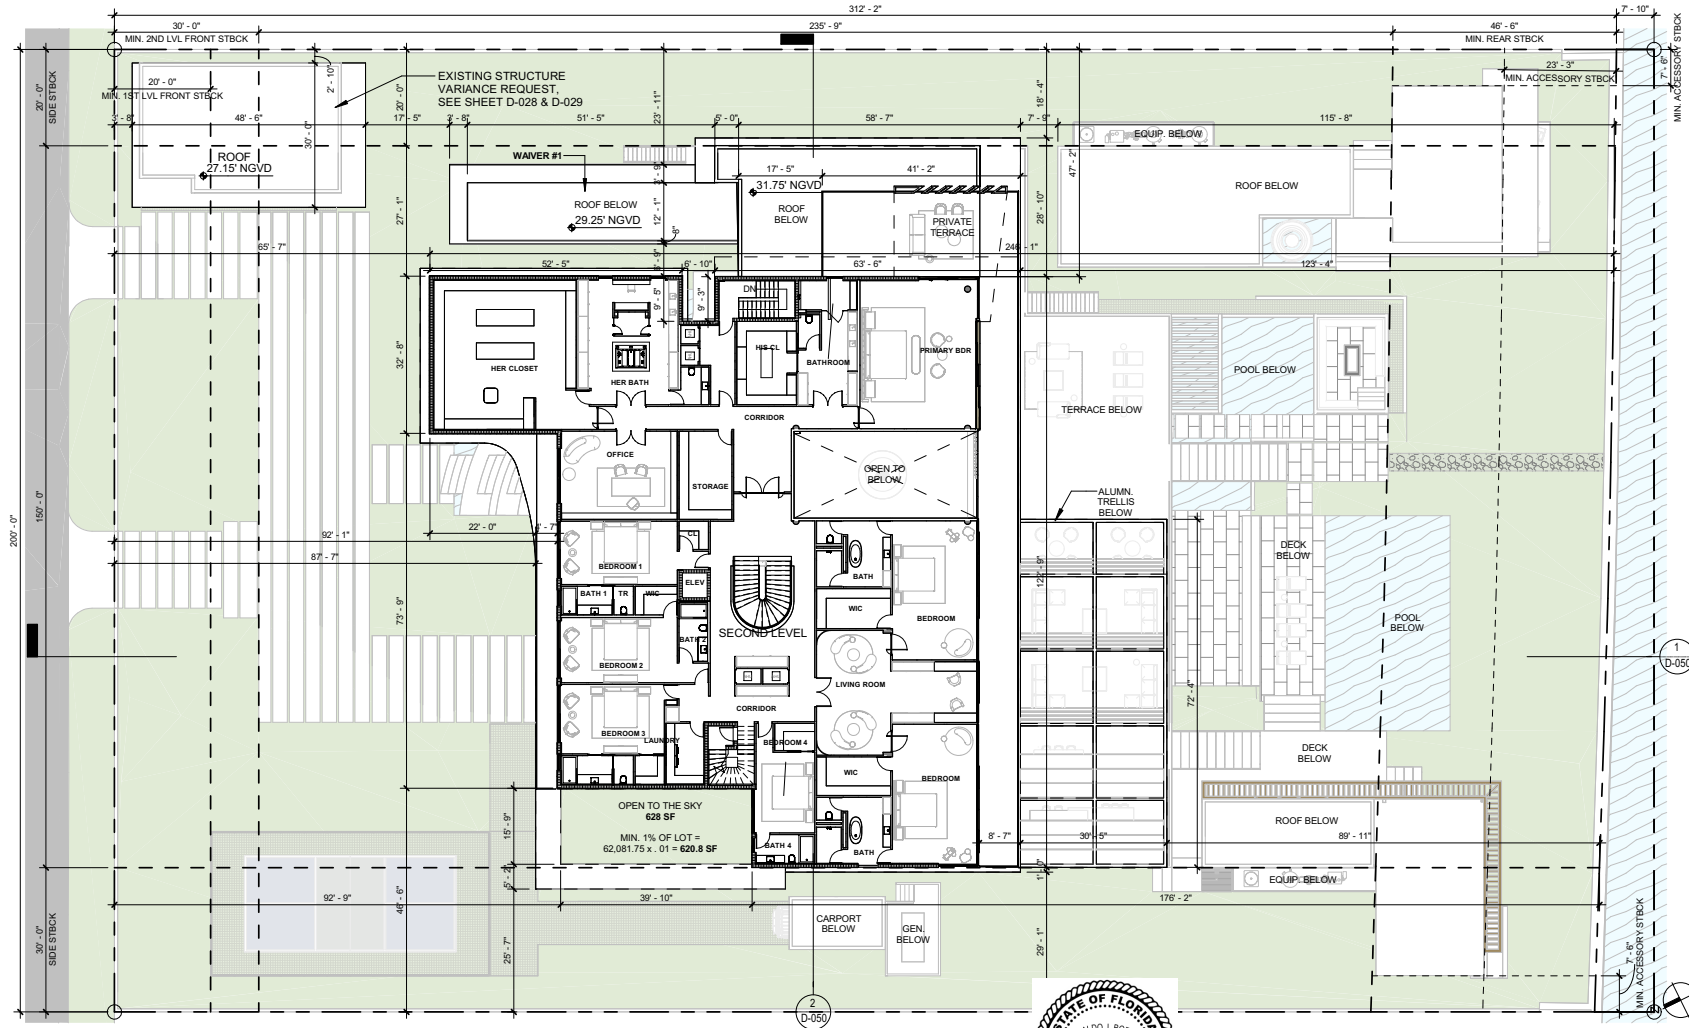 312' - 2"
7' - 10"
30' - 0"
235' - 9"
46' - 6"
MIN. 2ND LVL FRONT STBCK
MIN. REAR STBCK
MIN. ACCESSORY STBCK
23' - 3"
7' - 6"
MIN. ACCESSORY STBCK
20' - 0"
SIDE STBCK
20' - 0"
MIN. 1ST LVL FRONT STBCK
2' - 10"
EXISTING STRUCTURE
VARIANCE REQUEST,
SEE SHEET D-028 & D-029
20' - 0"
23' - 11"
18' - 4"
3' - 8"
48' - 6"
17' - 5"
3' - 8"
51' - 5"
5' - 0"
58' - 7"
7' - 9"
115' - 8"
30' - 0"
EQUIP. BELOW
ROOF
27.15' NGVD
WAIVER #1
47' - 2"
17' - 5"
41' - 2"
31.75' NGVD
ROOF BELOW
ROOF BELOW
29.25' NGVD
12' - 1"
27' - 1"
ROOF
BELOW
PRIVATE
TERRACE
28' - 10"
65' - 7"
246' - 1"
52' - 5"
6' - 10"
63' - 6"
123' - 4"
9' - 5"
9' - 3"
DN
32' - 8"
HER CLOSET
HER BATH
HIS CL
BATHROOM
PRIMARY BDR
POOL BELOW
TERRACE BELOW
CORRIDOR
OFFICE
STORAGE
OPEN TO
BELOW
ALUMN.
TRELLIS
BELOW
200' - 0"
150' - 0"
22' - 0"
92' - 1"
87' - 7"
CL
BEDROOM 1
ELEV
BATH
DECK
BELOW
BATH 1
TR
WIC
WIC
73' - 9"
BATH 2
SECOND LEVEL
BEDROOM
POOL
BELOW
BEDROOM 2
LIVING ROOM
1
D-050
72' - 4"
CORRIDOR
BEDROOM 3
LAUNDRY
BEDROOM 4
DECK
BELOW
WIC
BEDROOM
OPEN TO THE SKY
628 SF
MIN. 1% OF LOT =
62,081.75 x . 01 = 620.8 SF
15' - 9"
ROOF BELOW
8' - 7"
30' - 5"
89' - 11"
BATH 4
BATH
EQUIP. BELOW
92' - 9"
46' - 6"
39' - 10"
176' - 2"
30' - 0"
SIDE STBCK
25' - 7"
CARPORT
BELOW
GEN.
BELOW
29' - 1"
7' - 6"
MIN. ACCESSORY STBCK
2
D-050
STATE OF FLORIDA